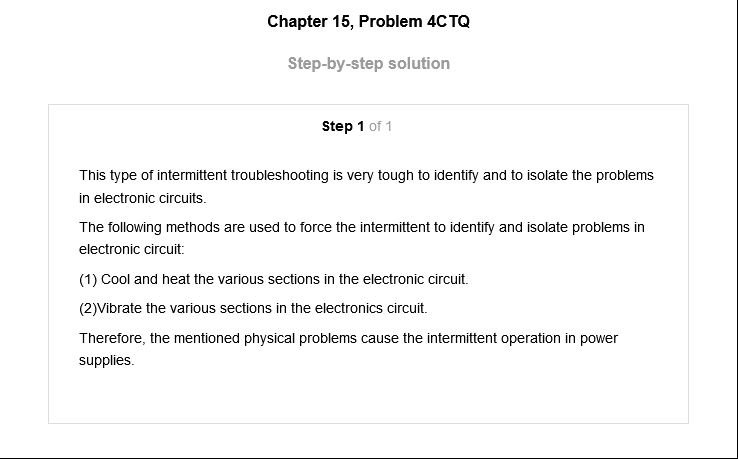 Chapter 15, Problem 4CTQ
Step-by-step solution
Step 1 of 1
This type of intermittent troubleshooting is very tough to identify and to isolate the problems
in electronic circuits.
The following methods are used to force the intermittent to identify and isolate problems in
electronic circuit:
(1) Cool and heat the various sections in the electronic circuit.
(2)Vibrate the various sections in the electronics circuit.
Therefore, the mentioned physical problems cause the intermittent operation in power
supplies.